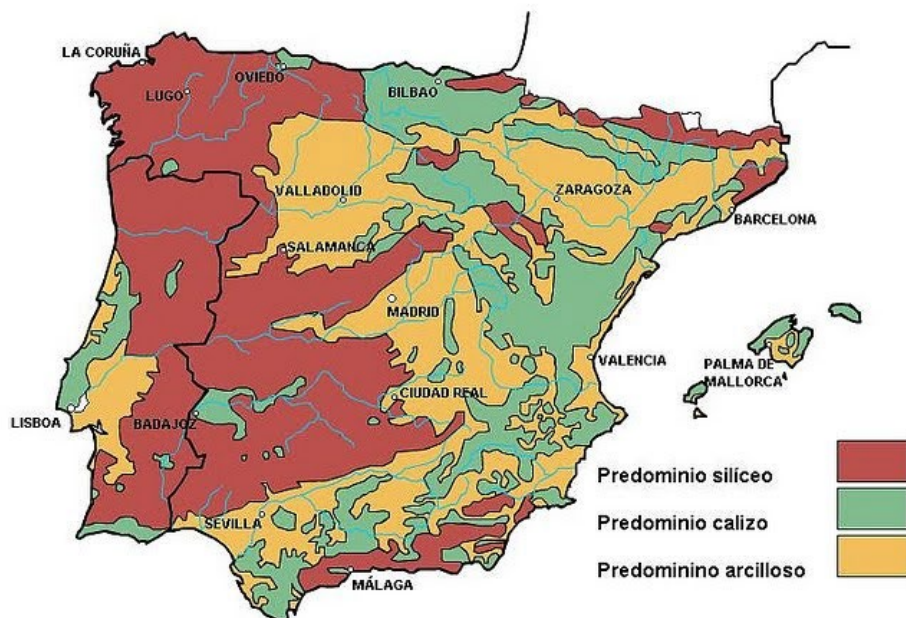 LA CORUÑA
OVIEDO
LUGO
BILBAO
VALLADOLID
ZARAGOZA
BARCELONA
SALAMANCA
MADRID
VALENCIA
PALMA DE
MALLORCA
CIUDAD REAL
LISBOA
BADAJOZ
SEVILLA
MÁLAGA
Predominio silíceo
Predominio calizo
Predominino arcilloso